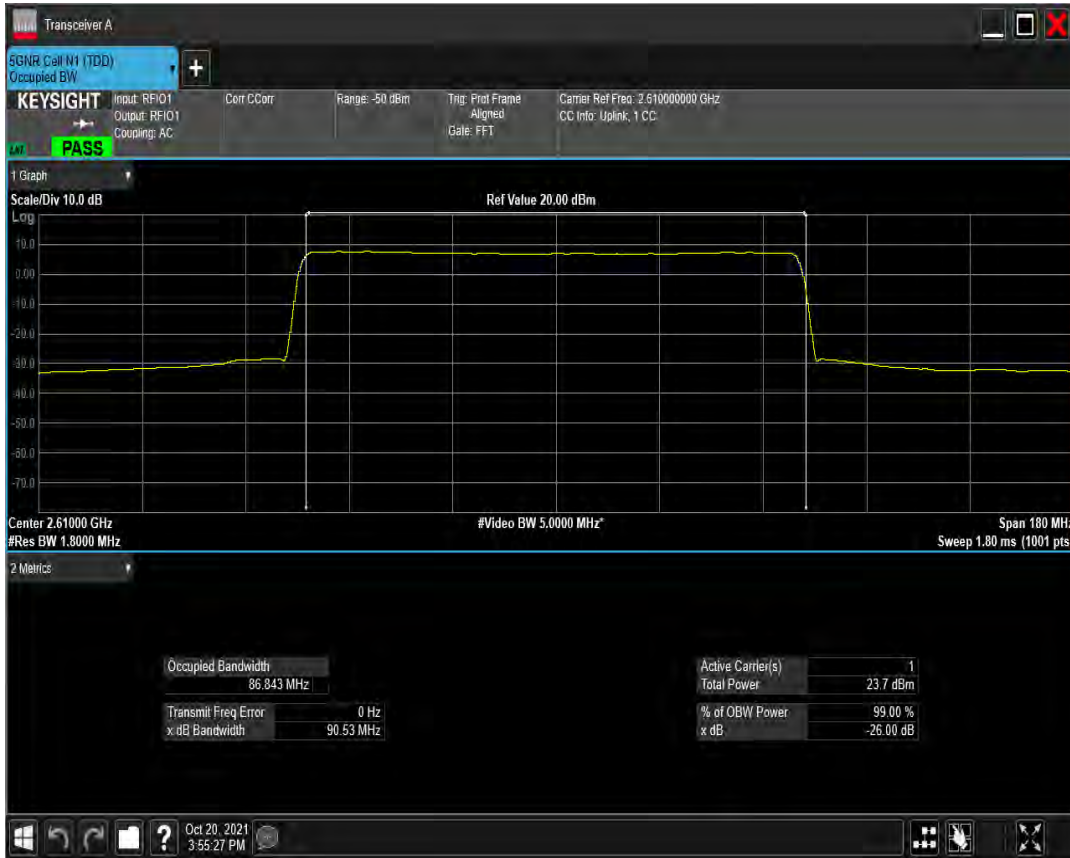 Transceiver A
5GNR Cell N1 (TDD)
Occupied BW
+
KEYSIGHT
PASS
Input: RFIO1
Output: RFIO1
Coupling: AC
Corr CCorr
Range: -50 dBm
Trig: Prot Frame
Aligned
Gate: FFT
Carrier Ref Freq: 2.610000000 GHz
CC Info: Uplink, 1 CC
1 Graph
Scale/Div 10.0 dB
Ref Value 20.00 dBm
Log
10.0
0.00
-10.0
-20.0
-30.0
-40.0
-50.0
-60.0
-70.0
Center 2.61000 GHz
#Video BW 5.0000 MHz*
Span 180 MHz
#Res BW 1.8000 MHz
Sweep 1.80 ms (1001 pts
2 Metrics
Occupied Bandwidth
86.843 MHz
Transmit Freq Error 0 Hz
x dB Bandwidth 90.53 MHz
Active Carrier(s) 1
Total Power 23.7 dBm
% of OBW Power 99.00 %
x dB -26.00 dB
?
Oct 20, 2021
3:55:27 PM